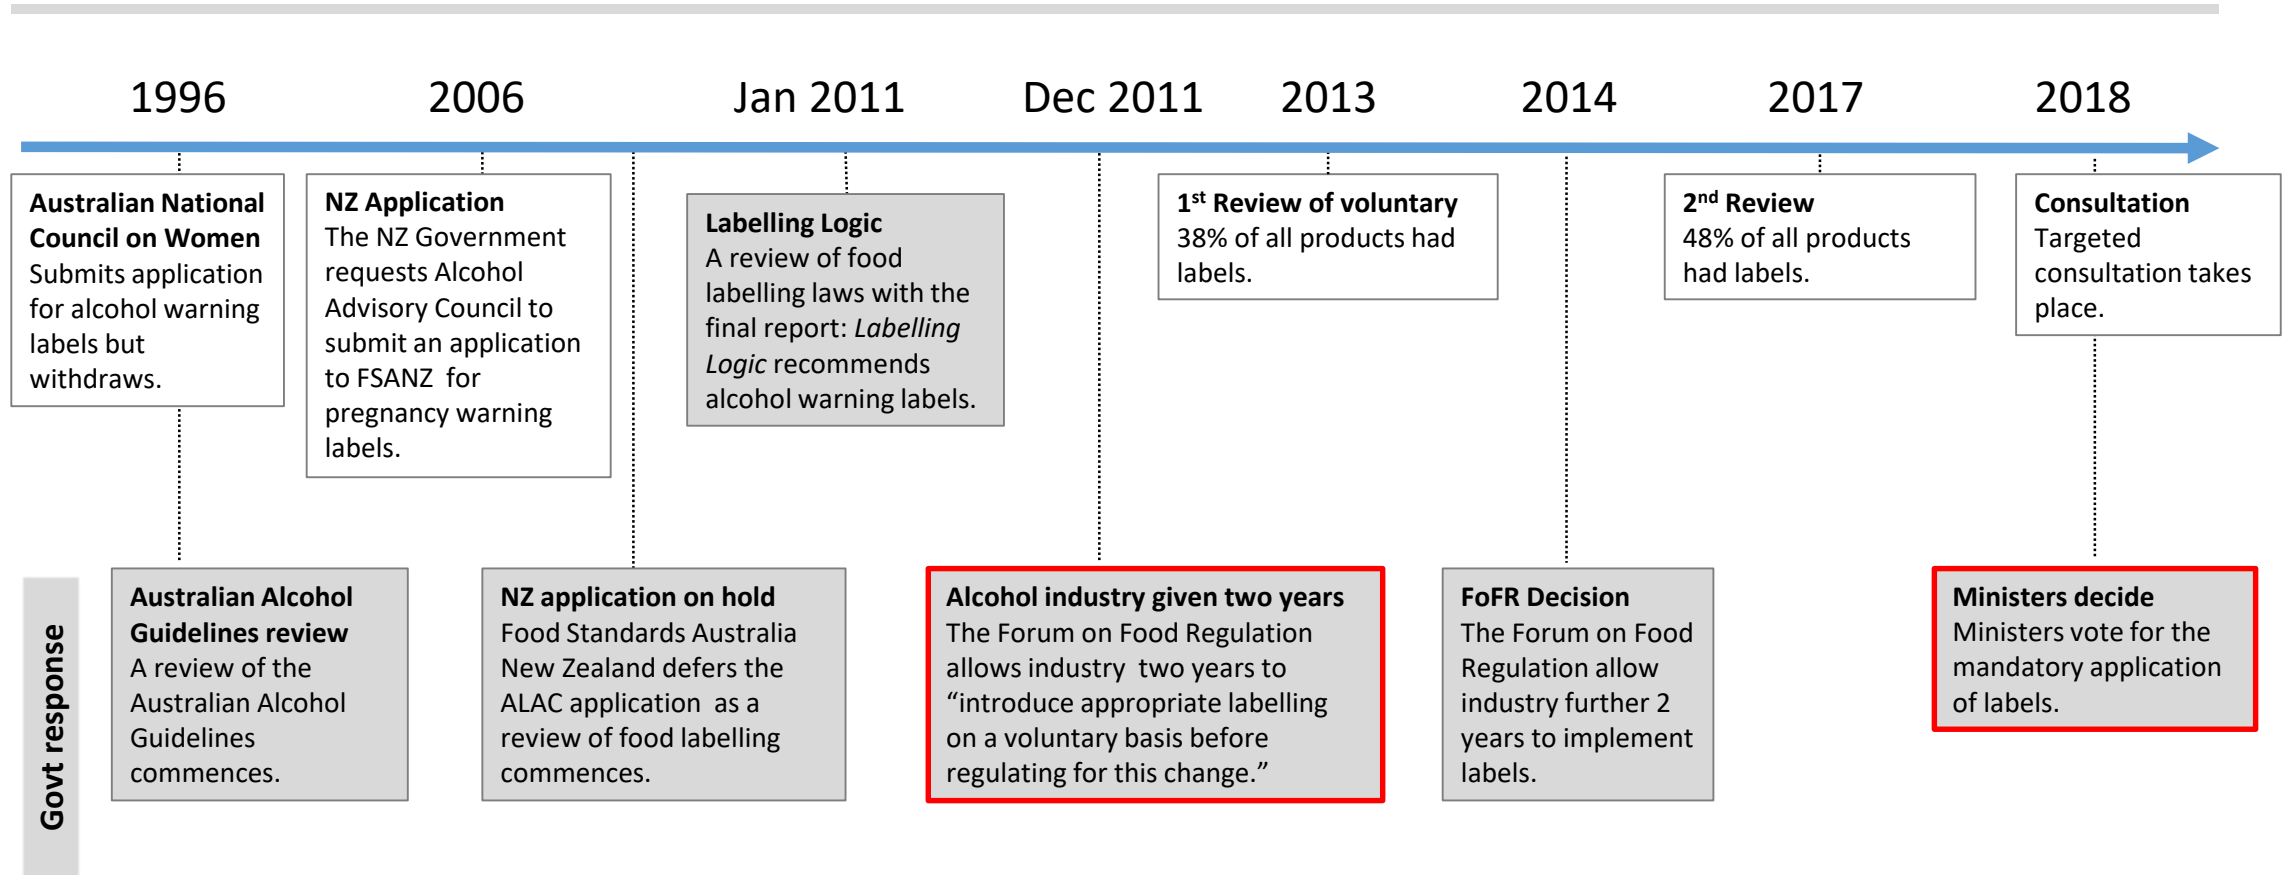 1996
2006
Jan 2011
Dec 2011
2013
2014
2017
2018
Australian National
Council on Women
Submits application
for alcohol warning
labels but
withdraws.
NZ Application
The NZ Government
requests Alcohol
Advisory Council to
submit an application
to FSANZ for
pregnancy warning
labels.
Labelling Logic
A review of food
labelling laws with the
final report: Labelling
Logic recommends
alcohol warning labels.
1st Review of voluntary
38% of all products had
labels.
2nd Review
48% of all products
had labels.
Consultation
Targeted
consultation takes
place.
Govt response
Australian Alcohol
Guidelines review
A review of the
Australian Alcohol
Guidelines
commences.
NZ application on hold
Food Standards Australia
New Zealand defers the
ALAC application as a
review of food labelling
commences.
Alcohol industry given two years
The Forum on Food Regulation
allows industry two years to
“introduce appropriate labelling
on a voluntary basis before
regulating for this change.”
FoFR Decision
The Forum on Food
Regulation allow
industry further 2
years to implement
labels.
Ministers decide
Ministers vote for the
mandatory application
of labels.